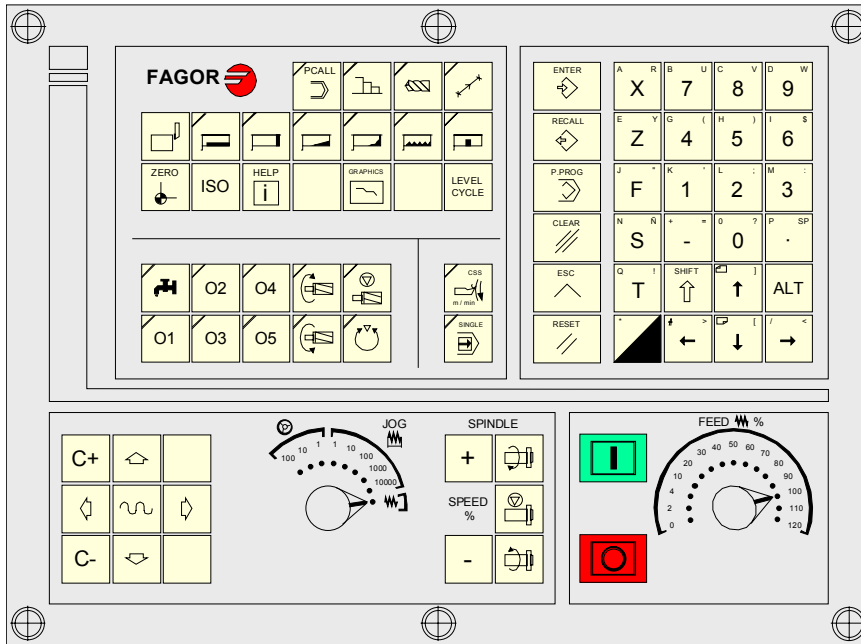 FAGOR
PCALL
ZERO
ISO
HELP
i
GRAPHICS
LEVEL
CYCLE
O2
O4
CSS
m / min
O1
O3
O5
SINGLE
ENTER
RECALL
P.PROG
CLEAR
ESC
RESET
A R X
B U 7
C V 8
D W 9
E Y Z
G ( 4
H ) 5
I $ 6
J " F
K ' 1
L ; 2
M : 3
N Ñ S
+ = -
O ? 0
P SP .
Q ! T
SHIFT
]
ALT
*
# >
[
/ <
C+
C-
JOG
100 10 1 1 10 100 1000 10000
SPINDLE
+
SPEED
%
-
FEED %
0 2 4 10 20 30 40 50 60 70 80 90 100 110 120